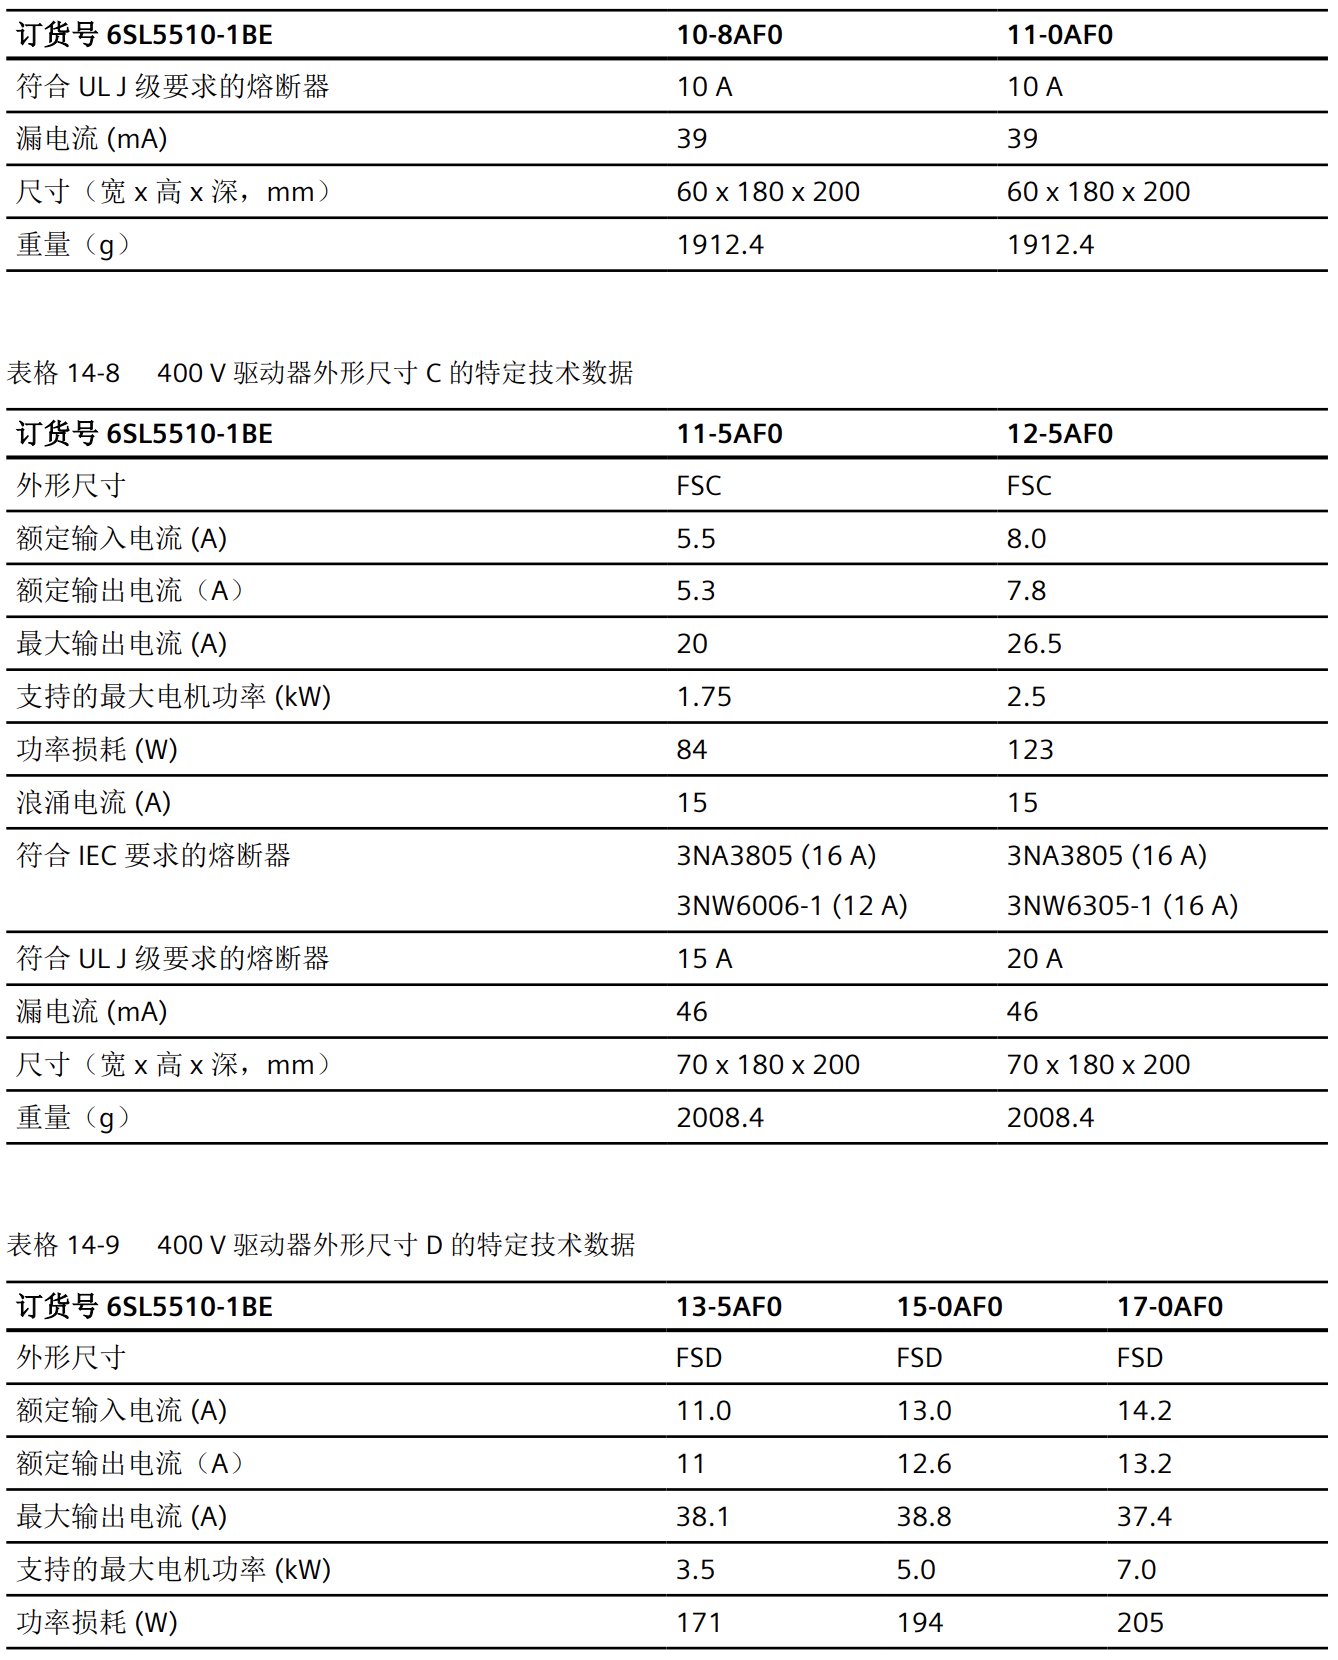 订货号 6SL5510-1BE 10-8AF0 11-0AF0
符合 UL J 级要求的熔断器 10 A 10 A
漏电流 (mA) 39 39
尺寸（宽 x 高 x 深，mm） 60 x 180 x 200 60 x 180 x 200
重量（g） 1912.4 1912.4
表格 14-8 400 V 驱动器外形尺寸 C 的特定技术数据
订货号 6SL5510-1BE 11-5AF0 12-5AF0
外形尺寸 FSC FSC
额定输入电流 (A) 5.5 8.0
额定输出电流（A） 5.3 7.8
最大输出电流 (A) 20 26.5
支持的最大电机功率 (kW) 1.75 2.5
功率损耗 (W) 84 123
浪涌电流 (A) 15 15
符合 IEC 要求的熔断器 3NA3805 (16 A) 3NA3805 (16 A)
3NW6006-1 (12 A) 3NW6305-1 (16 A)
符合 UL J 级要求的熔断器 15 A 20 A
漏电流 (mA) 46 46
尺寸（宽 x 高 x 深，mm） 70 x 180 x 200 70 x 180 x 200
重量（g） 2008.4 2008.4
表格 14-9 400 V 驱动器外形尺寸 D 的特定技术数据
订货号 6SL5510-1BE 13-5AF0 15-0AF0 17-0AF0
外形尺寸 FSD FSD FSD
额定输入电流 (A) 11.0 13.0 14.2
额定输出电流（A） 11 12.6 13.2
最大输出电流 (A) 38.1 38.8 37.4
支持的最大电机功率 (kW) 3.5 5.0 7.0
功率损耗 (W) 171 194 205